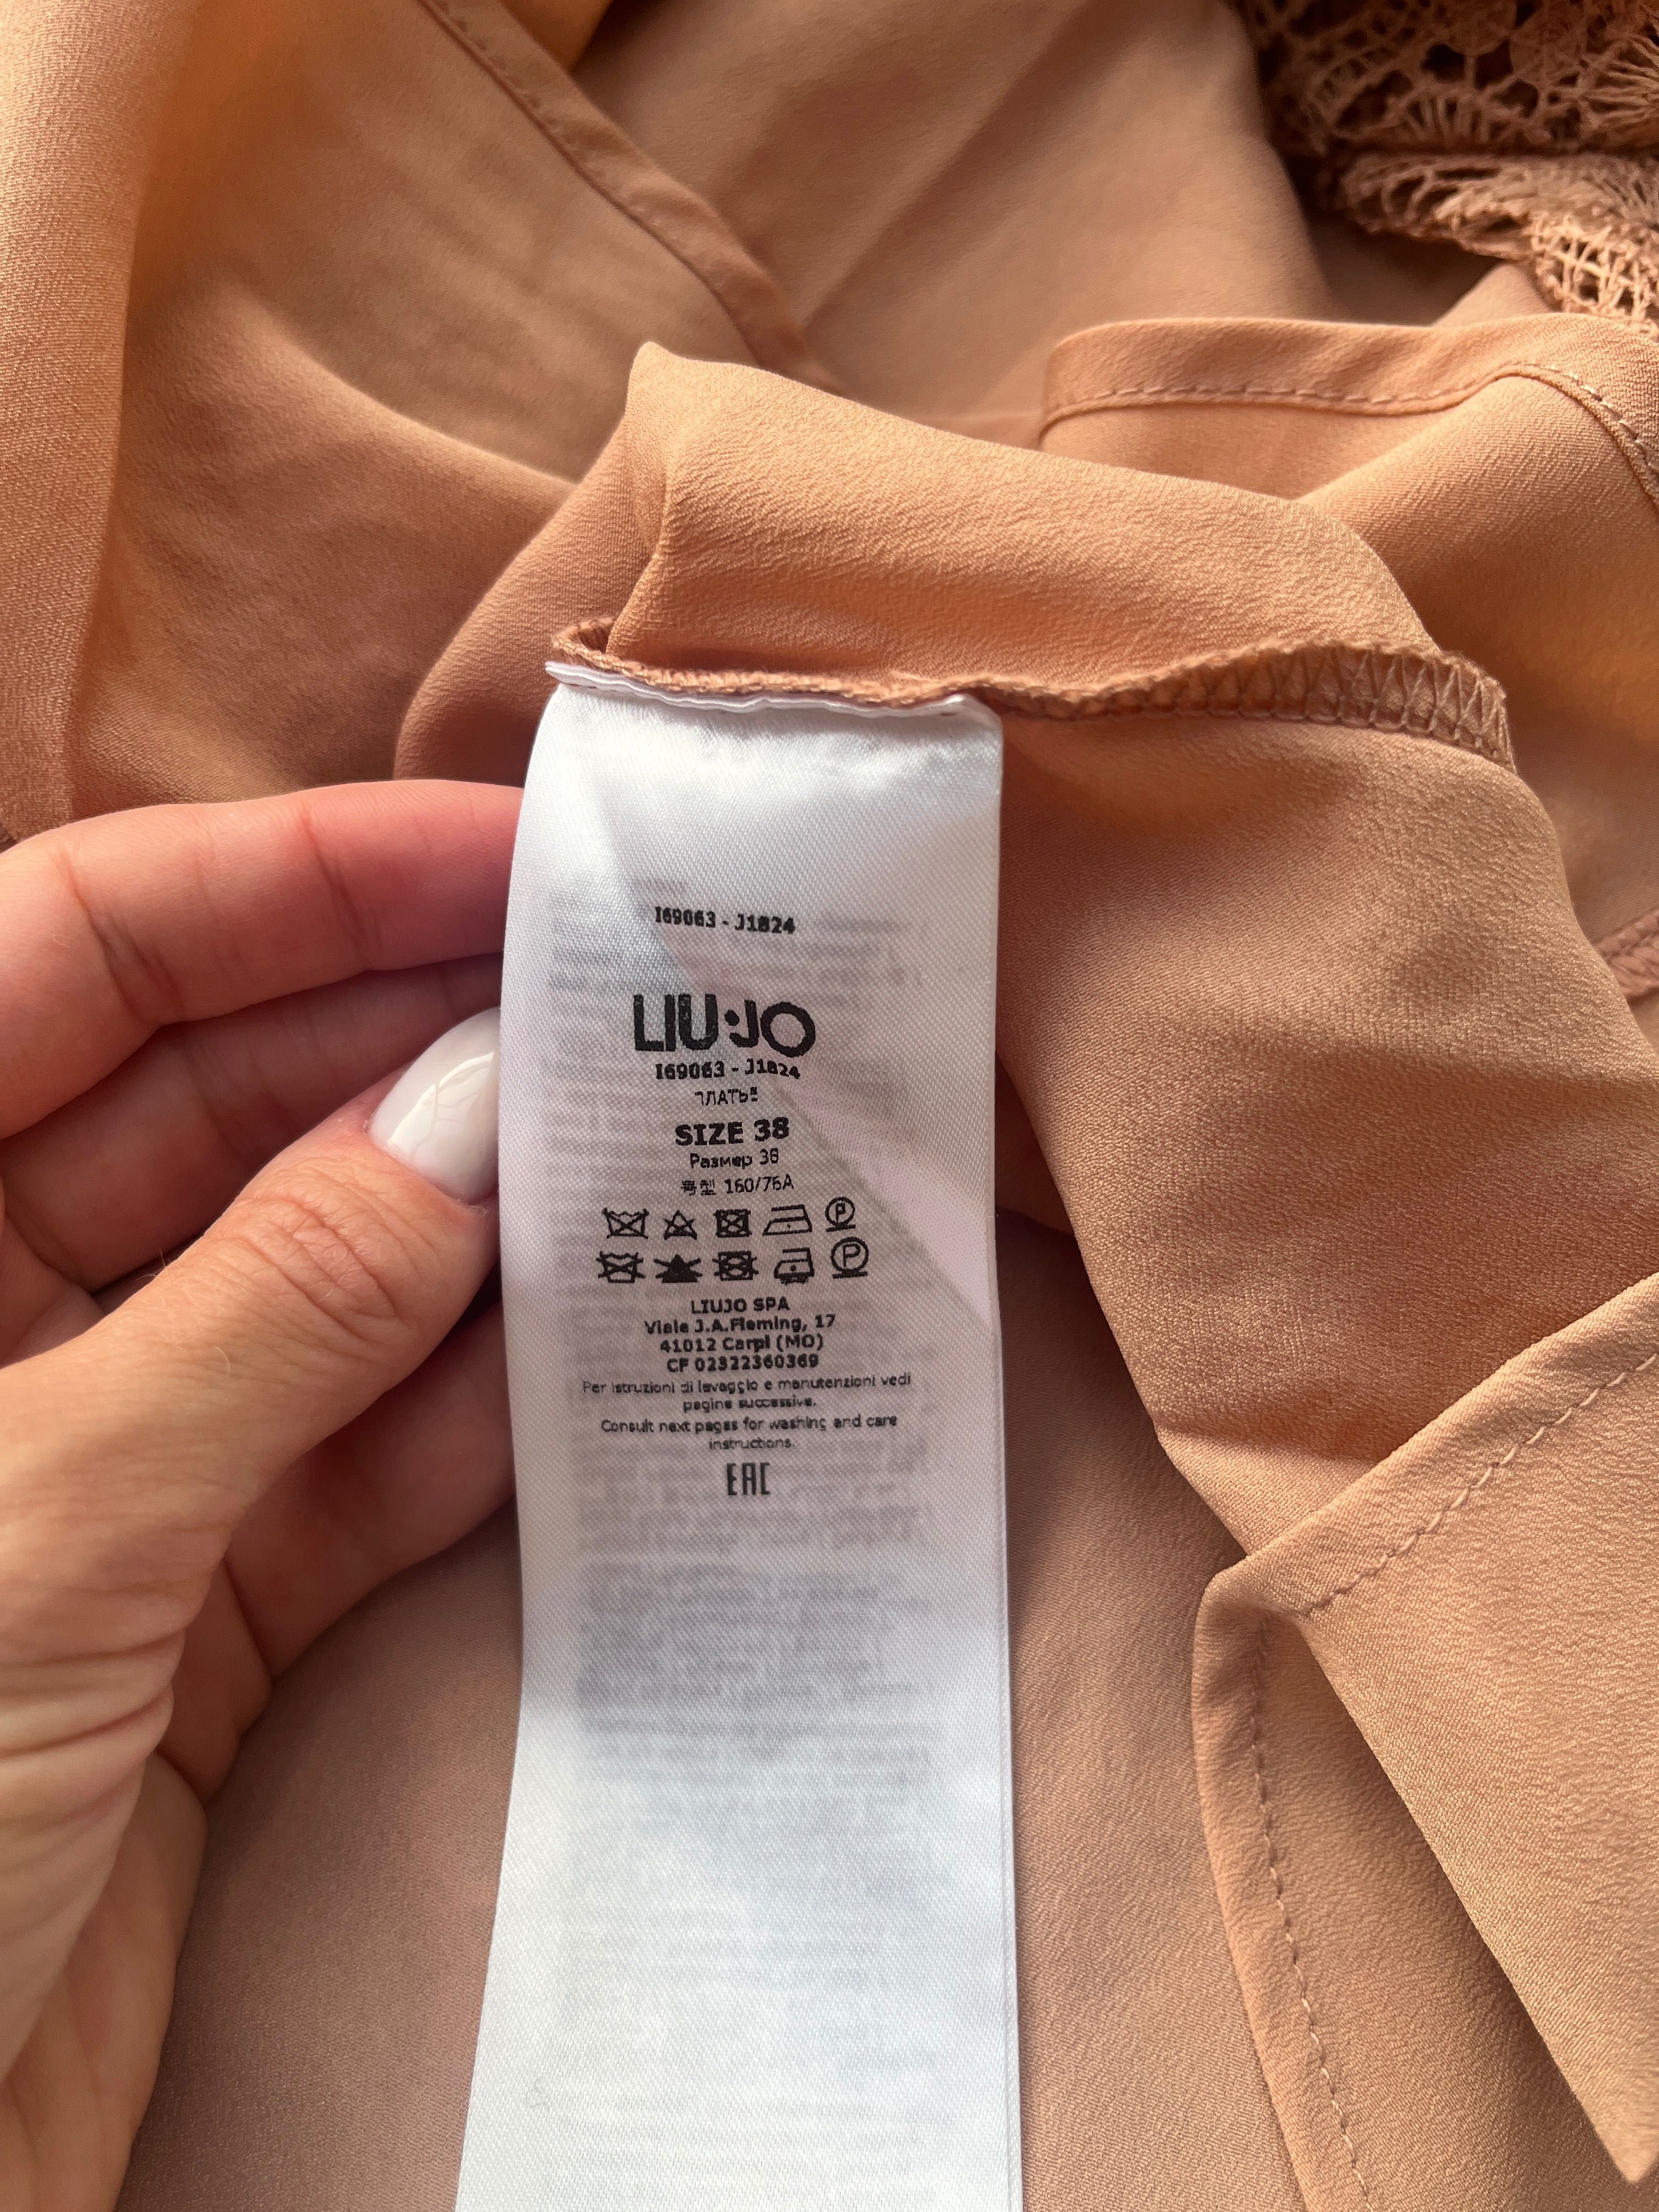 I69063 - J1824
LIU·JO
I69063 - J1824
ПЛАТЬЕ
SIZE 38
Размер 38
号型 160/76A
P
P
LIUJO SPA
Viale J.A.Fleming, 17
41012 Carpi (MO)
CF 02322360369
Per istruzioni di lavaggio e manutenzioni vedi
pagine successive.
Consult next pages for washing and care
instructions.
EAC